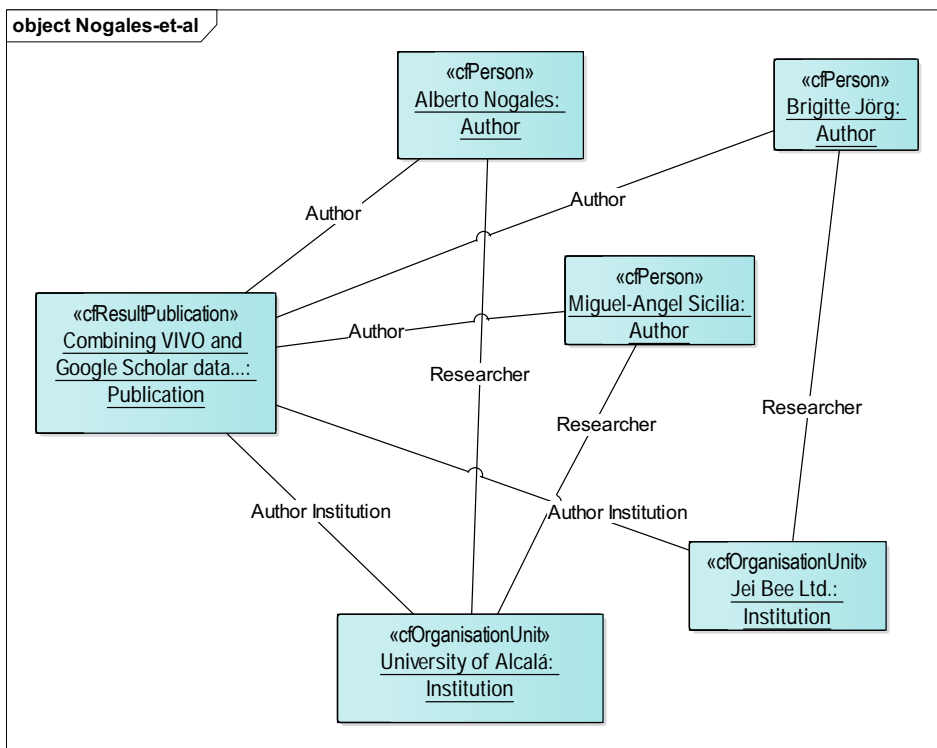 object Nogales-et-al
«cfPerson»
Alberto Nogales:
Author
«cfPerson»
Brigitte Jörg:
Author
Author
Author
«cfPerson»
Miguel-Angel Sicilia:
Author
«cfResultPublication»
Combining VIVO and
Google Scholar data...:
Publication
Author
Researcher
Researcher
Researcher
Author Institution
Author Institution
«cfOrganisationUnit»
Jei Bee Ltd.:
Institution
«cfOrganisationUnit»
University of Alcalá:
Institution